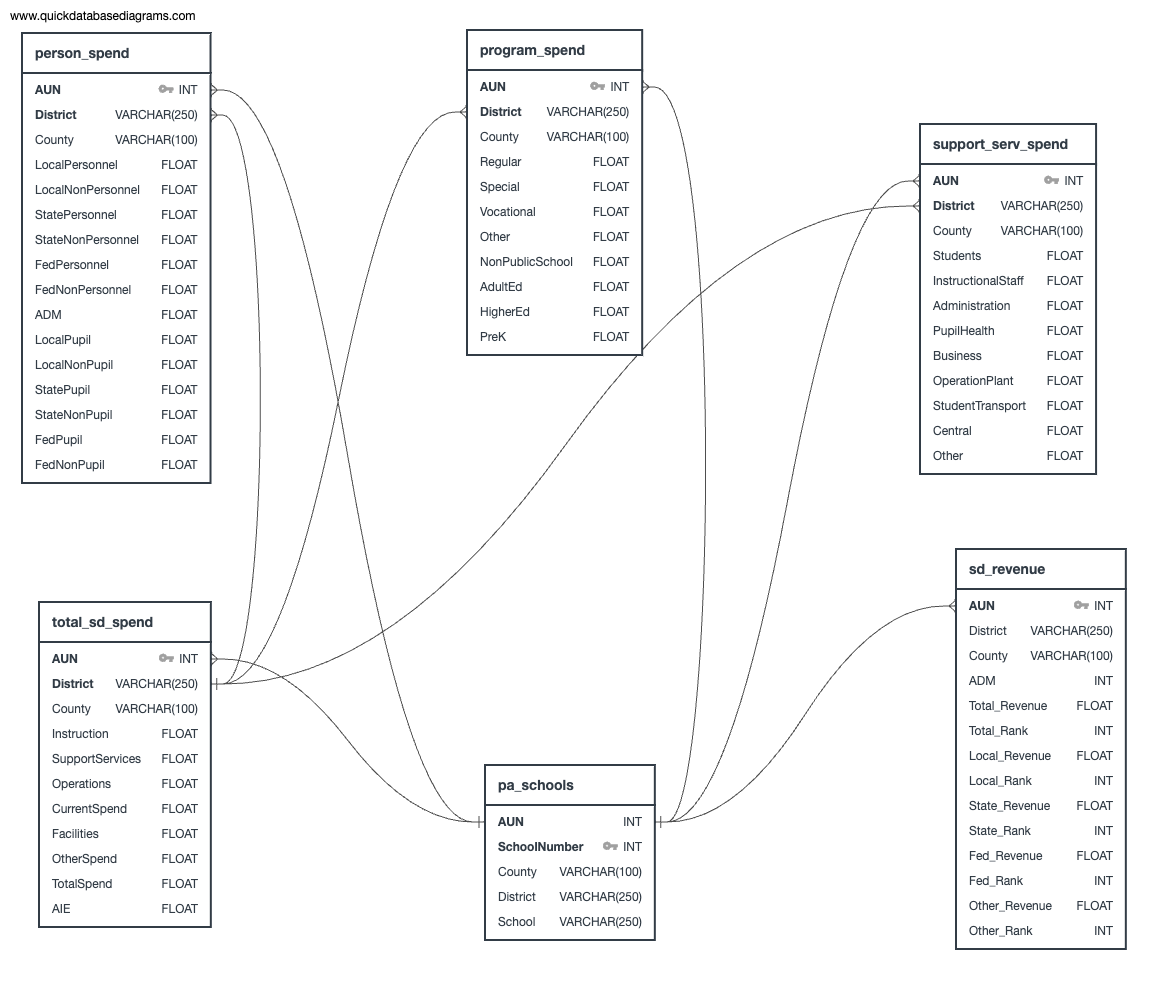 www.quickdatabasediagrams.com
person_spend
AUN INT
District VARCHAR(250)
County VARCHAR(100)
LocalPersonnel FLOAT
LocalNonPersonnel FLOAT
StatePersonnel FLOAT
StateNonPersonnel FLOAT
FedPersonnel FLOAT
FedNonPersonnel FLOAT
ADM FLOAT
LocalPupil FLOAT
LocalNonPupil FLOAT
StatePupil FLOAT
StateNonPupil FLOAT
FedPupil FLOAT
FedNonPupil FLOAT
program_spend
AUN INT
District VARCHAR(250)
County VARCHAR(100)
Regular FLOAT
Special FLOAT
Vocational FLOAT
Other FLOAT
NonPublicSchool FLOAT
AdultEd FLOAT
HigherEd FLOAT
PreK FLOAT
support_serv_spend
AUN INT
District VARCHAR(250)
County VARCHAR(100)
Students FLOAT
InstructionalStaff FLOAT
Administration FLOAT
PupilHealth FLOAT
Business FLOAT
OperationPlant FLOAT
StudentTransport FLOAT
Central FLOAT
Other FLOAT
total_sd_spend
AUN INT
District VARCHAR(250)
County VARCHAR(100)
Instruction FLOAT
SupportServices FLOAT
Operations FLOAT
CurrentSpend FLOAT
Facilities FLOAT
OtherSpend FLOAT
TotalSpend FLOAT
AIE FLOAT
pa_schools
AUN INT
SchoolNumber INT
County VARCHAR(100)
District VARCHAR(250)
School VARCHAR(250)
sd_revenue
AUN INT
District VARCHAR(250)
County VARCHAR(100)
ADM INT
Total_Revenue FLOAT
Total_Rank INT
Local_Revenue FLOAT
Local_Rank INT
State_Revenue FLOAT
State_Rank INT
Fed_Revenue FLOAT
Fed_Rank INT
Other_Revenue FLOAT
Other_Rank INT